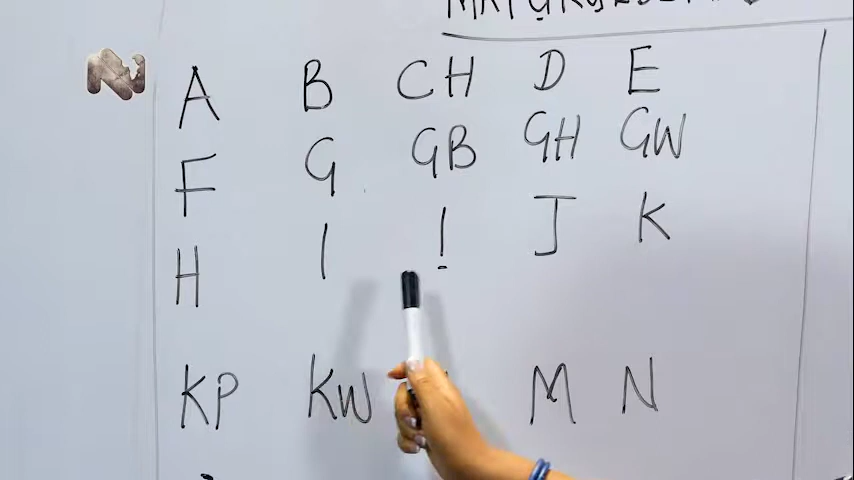 A B CH D E
F G GB GH GW
H I Ị J K
KP KW M N